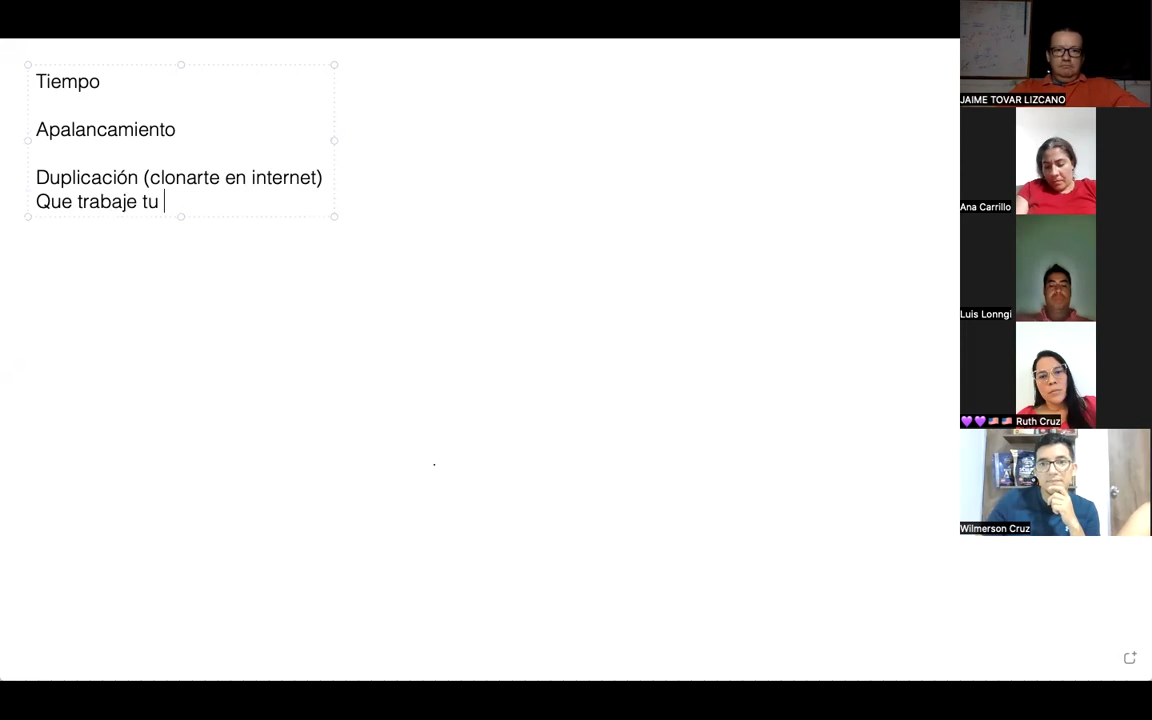 Tiempo
Apalancamiento
Duplicación (clonarte en internet)
Que trabaje tu
JAIME TOVAR LIZCANO
Ana Carrillo
Luis Lonngi
💜💜🇺🇸🇺🇸 Ruth Cruz
Wilmerson Cruz